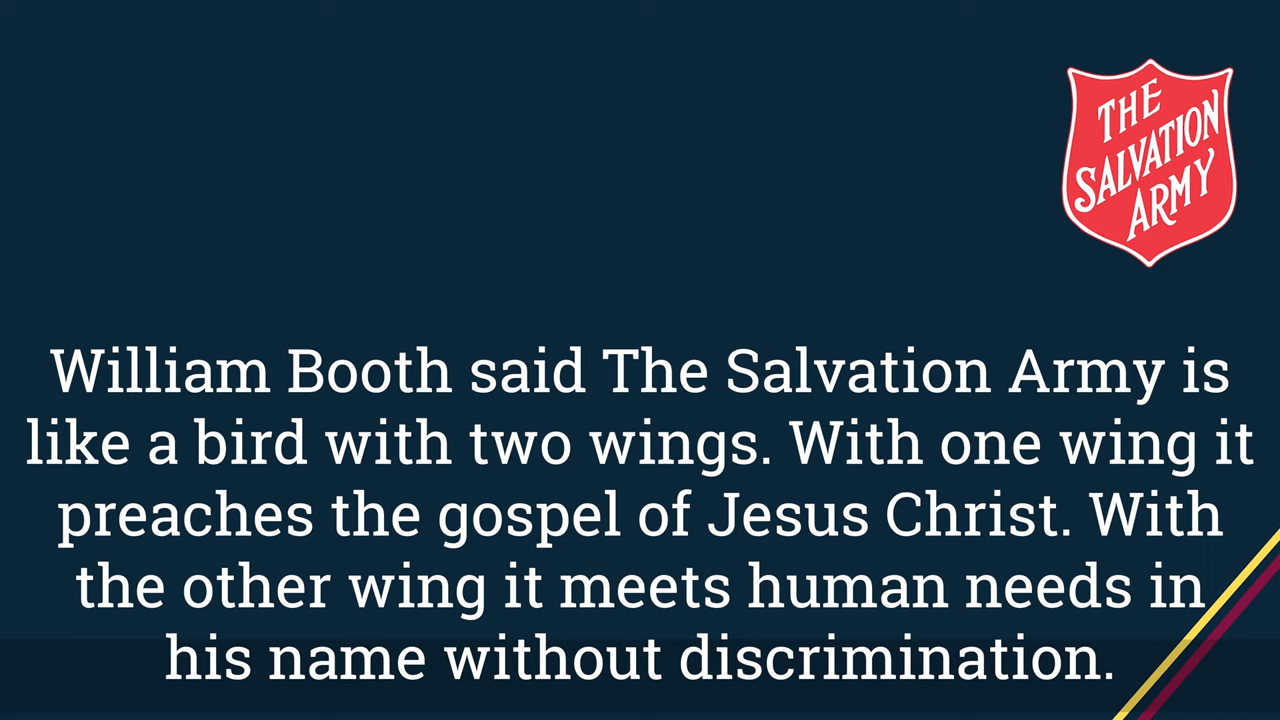 THE
SALVATION
ARMY
William Booth said The Salvation Army is
like a bird with two wings. With one wing it
preaches the gospel of Jesus Christ. With
the other wing it meets human needs in
his name without discrimination.